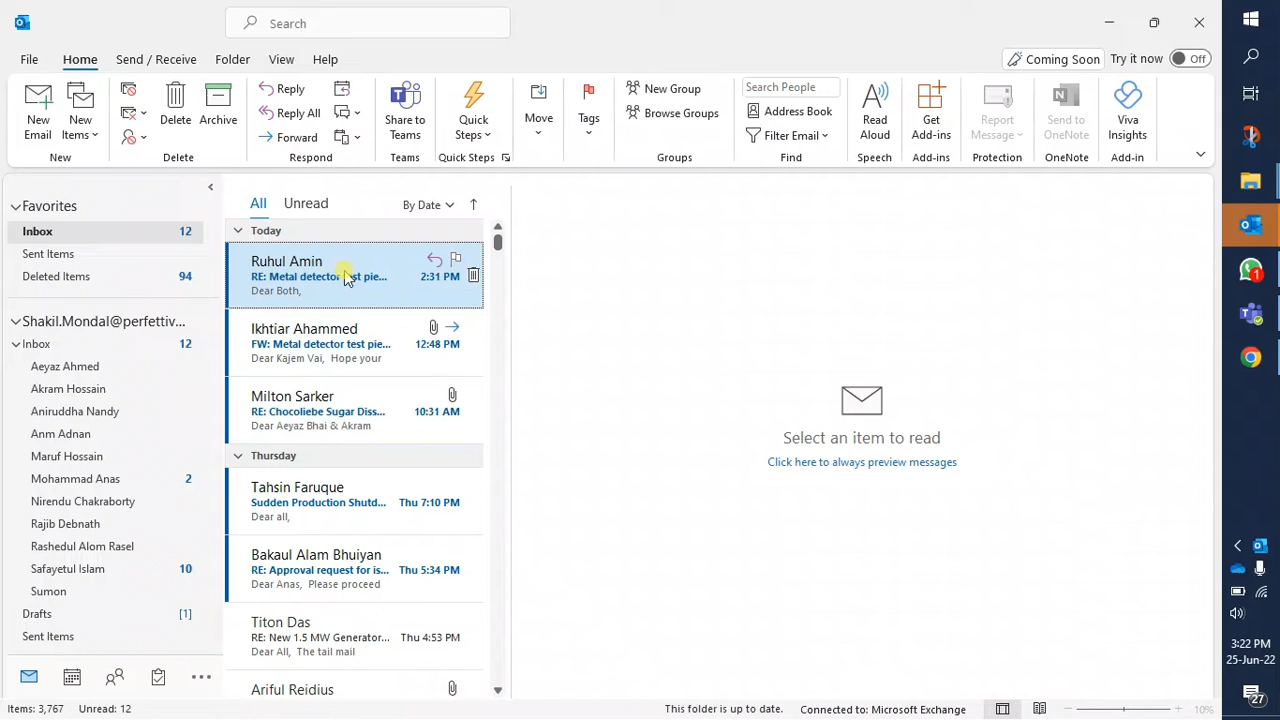 Search
File Home Send / Receive Folder View Help
Coming Soon Try it now Off
New Email
New Items
Delete
Archive
Reply
Reply All
Forward
Share to Teams
Quick Steps
Move
Tags
New Group
Browse Groups
Search People
Address Book
Filter Email
Read Aloud
Get Add-ins
Report Message
Send to OneNote
Viva Insights
New Delete Respond Teams Quick Steps Groups Find Speech Add-ins Protection OneNote Add-in
Favorites
Inbox 12
Sent Items
Deleted Items 94
Shakil.Mondal@perfettiv...
Inbox 12
Aeyaz Ahmed
Akram Hossain
Aniruddha Nandy
Anm Adnan
Maruf Hossain
Mohammad Anas 2
Nirendu Chakraborty
Rajib Debnath
Rashedul Alom Rasel
Safayetul Islam 10
Sumon
Drafts [1]
Sent Items
All Unread By Date
Today
Ruhul Amin
RE: Metal detector test pie... 2:31 PM
Dear Both,
Ikhtiar Ahammed
FW: Metal detector test pie... 12:48 PM
Dear Kajem Vai, Hope your
Milton Sarker
RE: Chocoliebe Sugar Diss... 10:31 AM
Dear Aeyaz Bhai & Akram
Thursday
Tahsin Faruque
Sudden Production Shutd... Thu 7:10 PM
Dear all,
Bakaul Alam Bhuiyan
RE: Approval request for is... Thu 5:34 PM
Dear Anas, Please proceed
Titon Das
RE: New 1.5 MW Generator... Thu 4:53 PM
Dear All, The tail mail
Ariful Reidius
Select an item to read
Click here to always preview messages
Items: 3,767 Unread: 12
This folder is up to date. Connected to: Microsoft Exchange
10%
1
3:22 PM
25-Jun-22
27